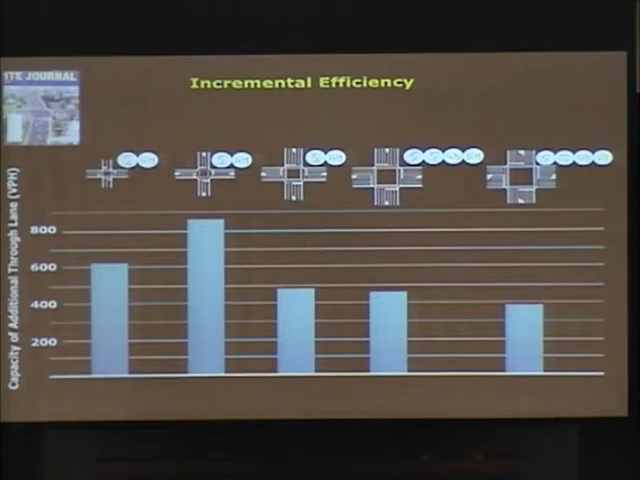 ITE JOURNAL
Incremental Efficiency
Capacity of Additional Through Lane (VPH)
800
600
400
200